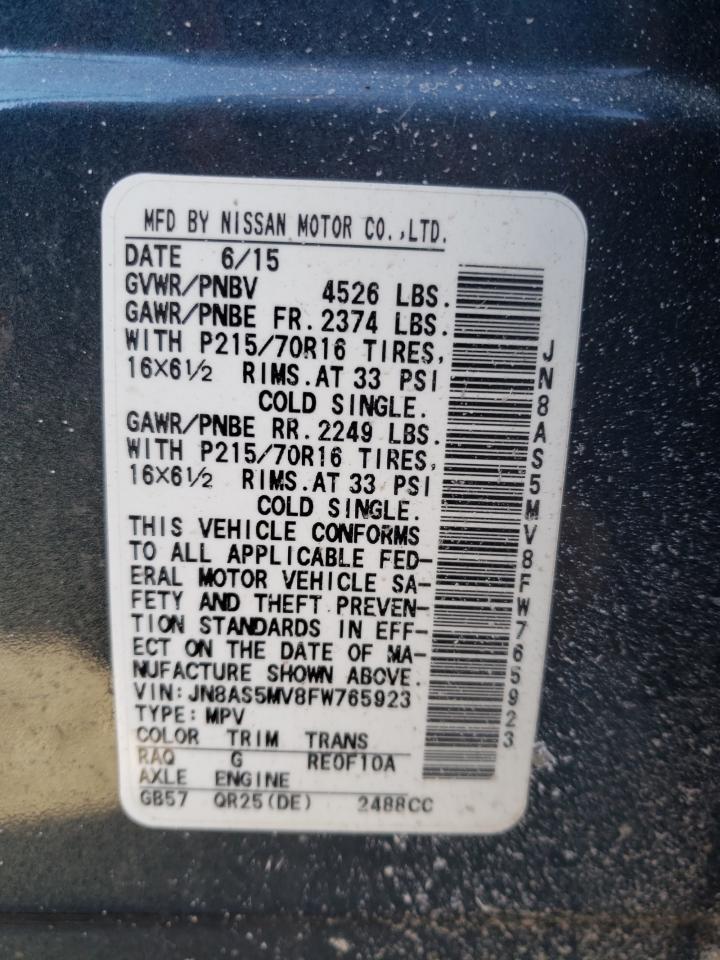 MFD BY NISSAN MOTOR CO.,LTD.
DATE 6/15
GVWR/PNBV 4526 LBS.
GAWR/PNBE FR. 2374 LBS.
WITH P215/70R16 TIRES,
16X6½ RIMS. AT 33 PSI
COLD SINGLE.
GAWR/PNBE RR. 2249 LBS.
WITH P215/70R16 TIRES,
16X6½ RIMS. AT 33 PSI
COLD SINGLE.
THIS VEHICLE CONFORMS
TO ALL APPLICABLE FED-
ERAL MOTOR VEHICLE SA-
FETY AND THEFT PREVEN-
TION STANDARDS IN EFF-
ECT ON THE DATE OF MA-
NUFACTURE SHOWN ABOVE.
VIN: JN8AS5MV8FW765923
TYPE: MPV
COLOR TRIM TRANS
RAQ G RE0F10A
AXLE ENGINE
GB57 QR25(DE) 2488CC
JN8AS5MV8FW765923